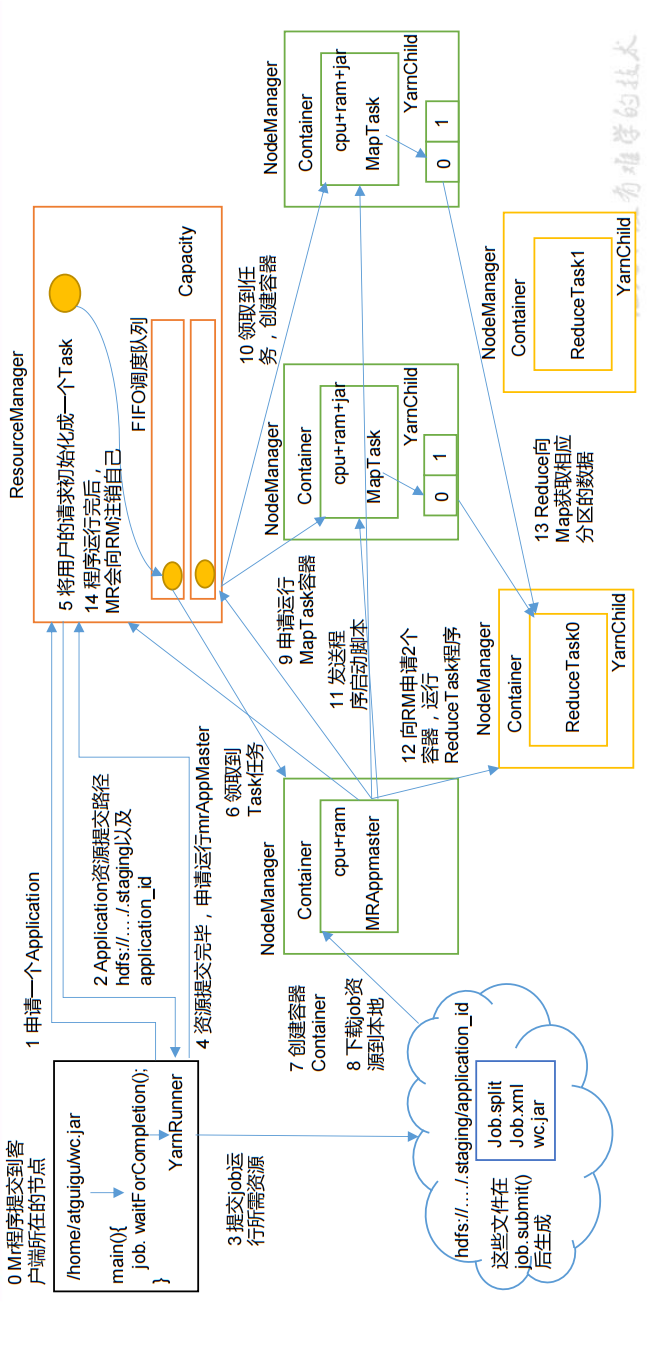 0 Mr程序提交到客
户端所在的节点
/home/atguigu/wc.jar
main(){
job. waitForCompletion();
}
YarnRunner
1 申请一个Application
2 Application资源提交路径
hdfs://…./.staging以及
application_id
3 提交job运
行所需资源
4 资源提交完毕，申请运行mrAppMaster
hdfs://…./.staging/application_id
Job.split
Job.xml
wc.jar
这些文件在
job.submit()
后生成
ResourceManager
5 将用户的请求初始化成一个Task
14 程序运行完后，
MR会向RM注销自己
FIFO调度队列
Capacity
6 领取到
Task任务
7 创建容器
Container
8 下载job资
源到本地
NodeManager
Container
cpu+ram
MRAppmaster
9 申请运行
MapTask容器
10 领取到任
务，创建容器
11 发送程
序启动脚本
NodeManager
Container
cpu+ram+jar
MapTask
YarnChild
0
1
NodeManager
Container
cpu+ram+jar
MapTask
YarnChild
0
1
12 向RM申请2个
容器，运行
ReduceTask程序
13 Reduce向
Map获取相应
分区的数据
NodeManager
Container
ReduceTask0
YarnChild
NodeManager
Container
ReduceTask1
YarnChild
有难学的技术